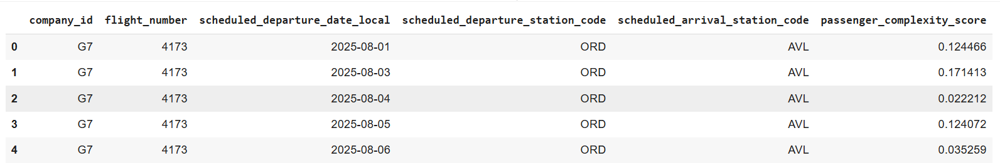 company_id flight_number scheduled_departure_date_local scheduled_departure_station_code scheduled_arrival_station_code passenger_complexity_score
0 G7 4173 2025-08-01 ORD AVL 0.124466
1 G7 4173 2025-08-03 ORD AVL 0.171413
2 G7 4173 2025-08-04 ORD AVL 0.022212
3 G7 4173 2025-08-05 ORD AVL 0.124072
4 G7 4173 2025-08-06 ORD AVL 0.035259